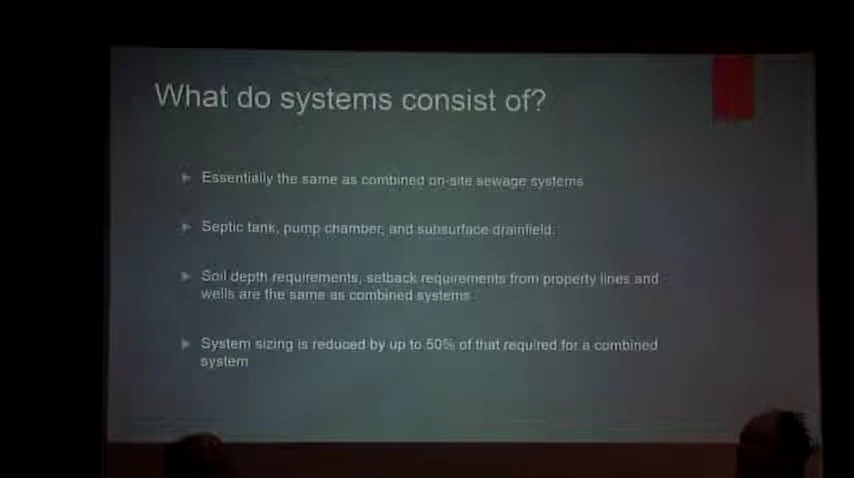 What do systems consist of?
Essentially the same as combined on-site sewage systems
Septic tank, pump chamber, and subsurface drainfield.
Soil depth requirements, setback requirements from property lines and
wells are the same as combined systems
System sizing is reduced by up to 50% of that required for a combined
system